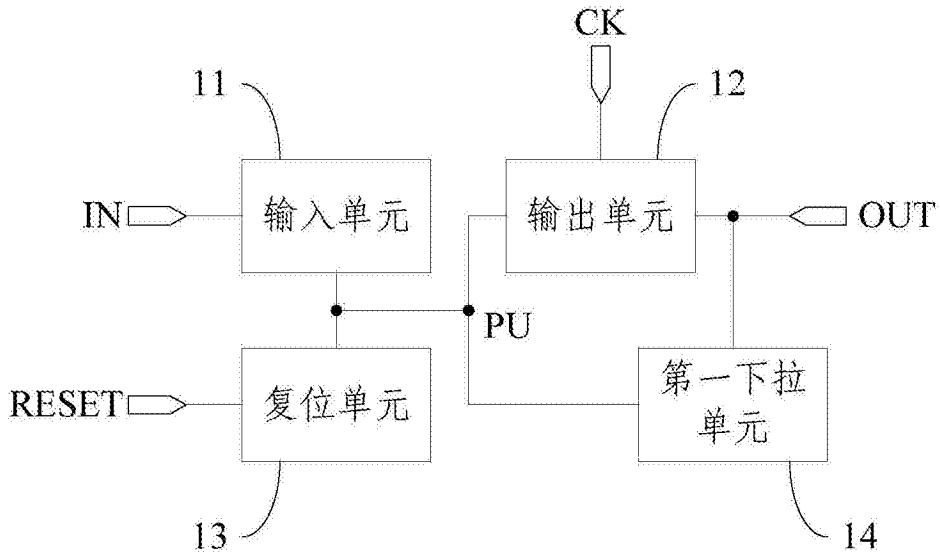 CK
11
12
IN
输入单元
输出单元
OUT
PU
RESET
复位单元
第一下拉
单元
13
14